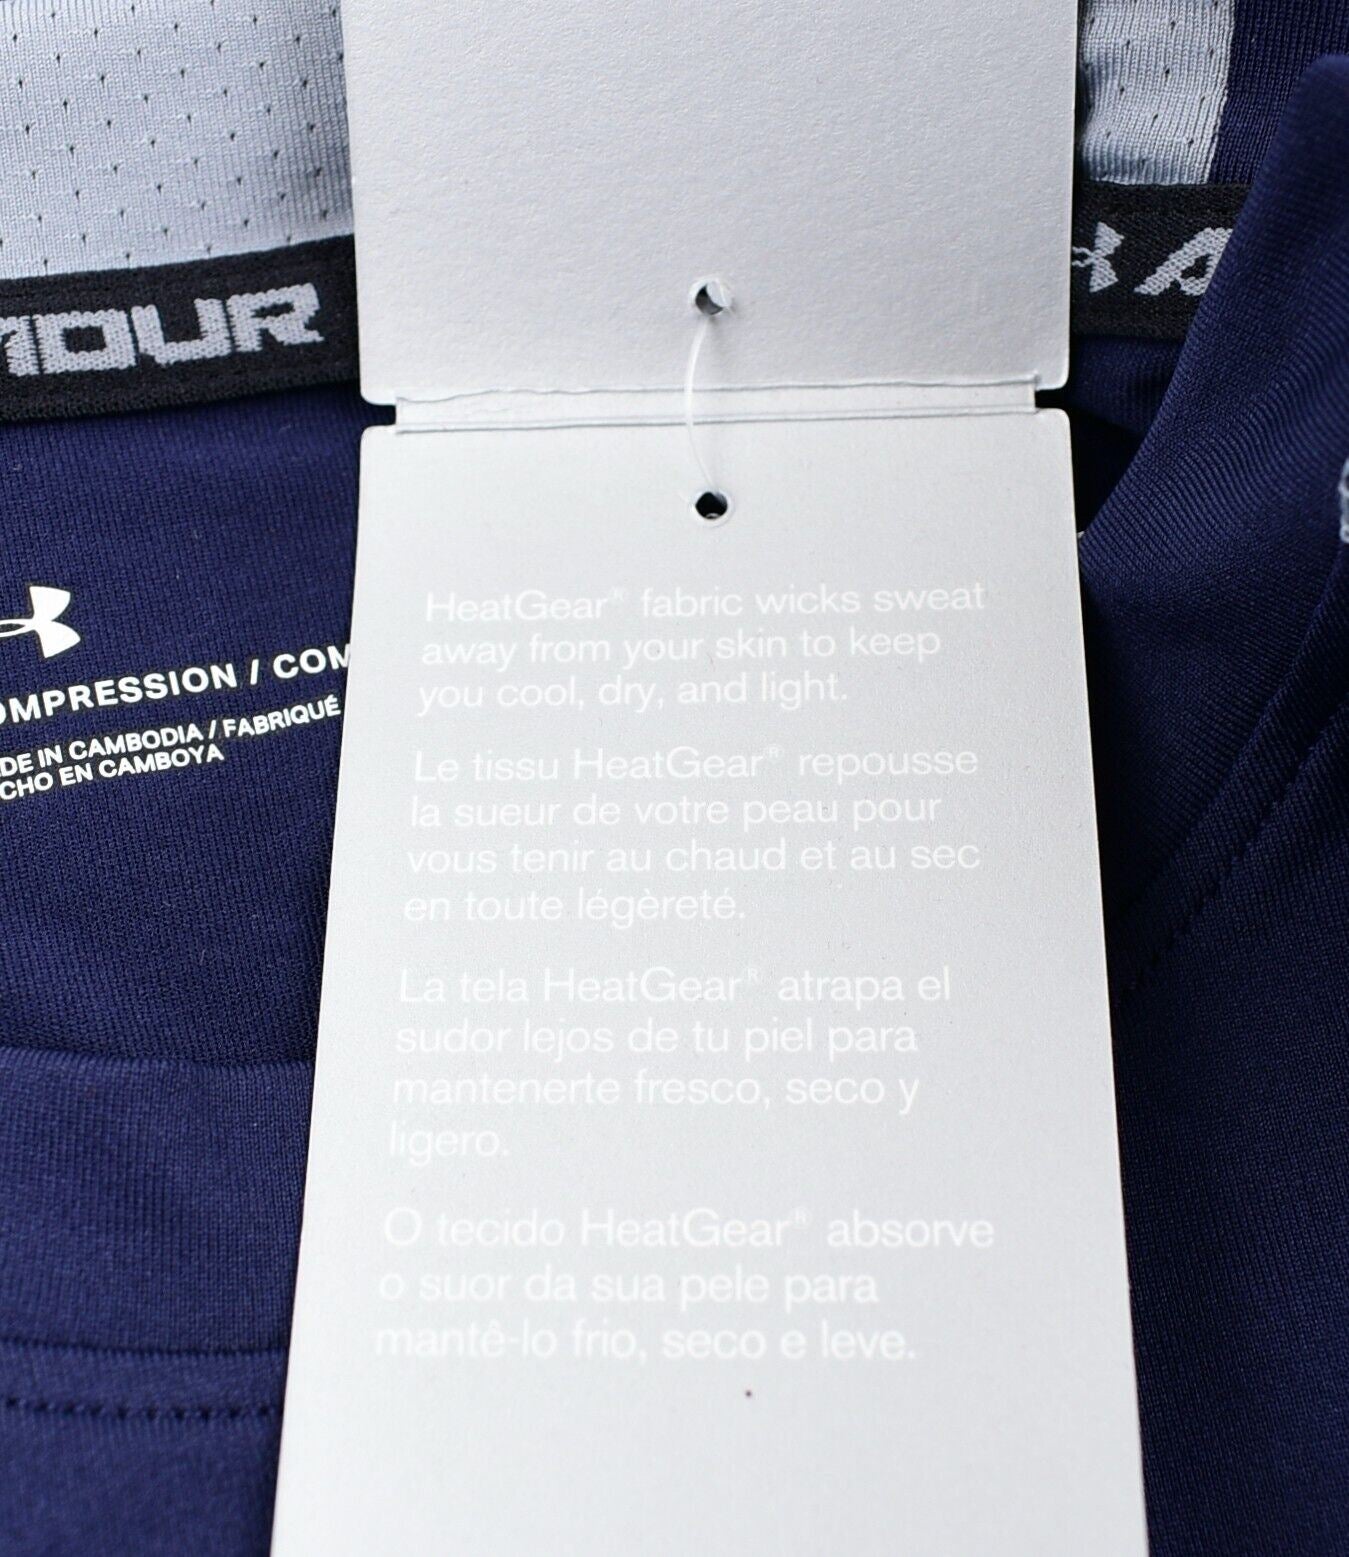 MOUR
A
HeatGear® fabric wicks sweat
away from your skin to keep
you cool, dry, and light.
Le tissu HeatGear® repousse
la sueur de votre peau pour
vous tenir au chaud et au sec
en toute légèreté.
La tela HeatGear® atrapa el
sudor lejos de tu piel para
mantenerte fresco, seco y
ligero.
O tecido HeatGear® absorve
o suor da sua pele para
mantê-lo frio, seco e leve.
OMPRESSION / COM
DE IN CAMBODIA / FABRIQUÉ
CHO EN CAMBOYA